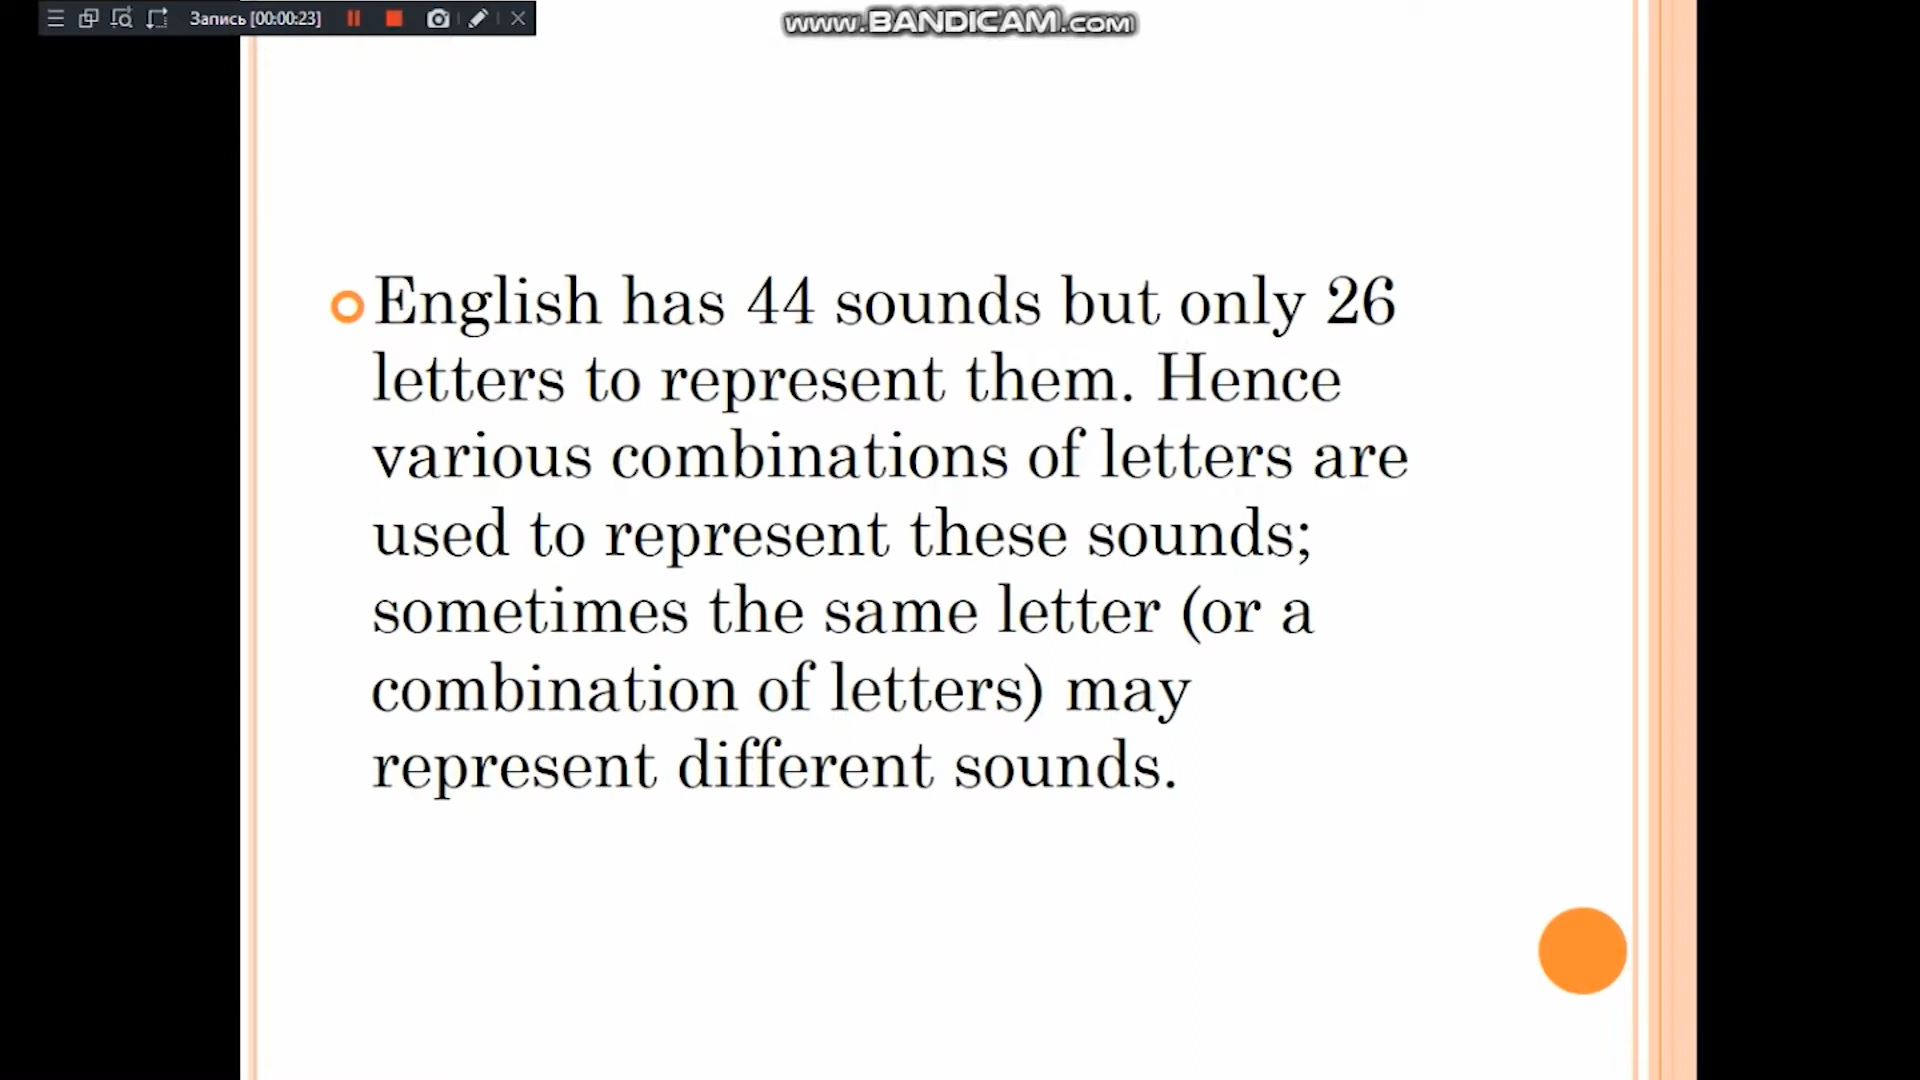 Запись [00:00:23]
www.BANDICAM.com
English has 44 sounds but only 26
letters to represent them. Hence
various combinations of letters are
used to represent these sounds;
sometimes the same letter (or a
combination of letters) may
represent different sounds.